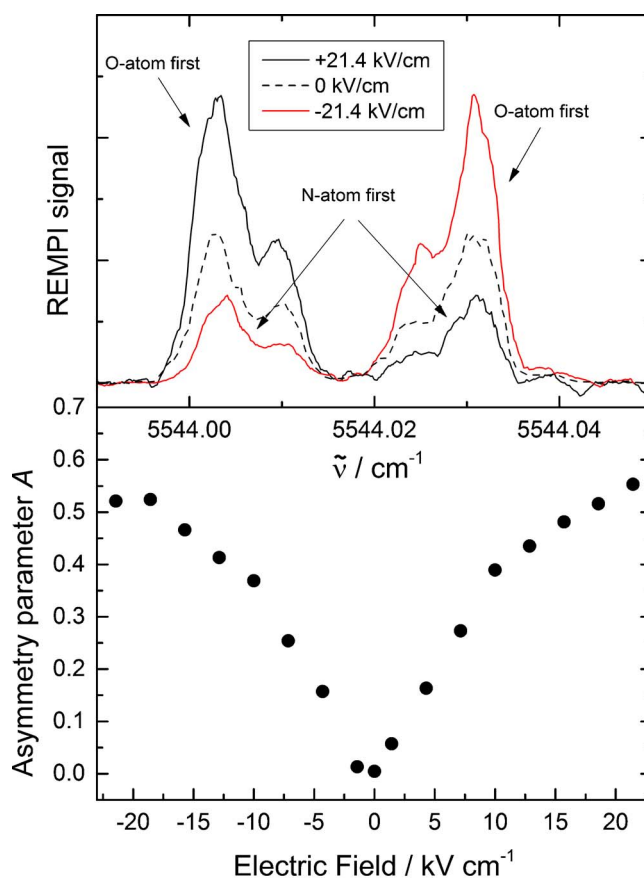 O-atom first
+21.4 kV/cm
0 kV/cm
-21.4 kV/cm
O-atom first
N-atom first
REMPI signal
5544.00
5544.02
5544.04
ν̃ / cm⁻¹
0.7
0.6
0.5
0.4
0.3
0.2
0.1
0.0
Asymmetry parameter A
-20
-15
-10
-5
0
5
10
15
20
Electric Field / kV cm⁻¹